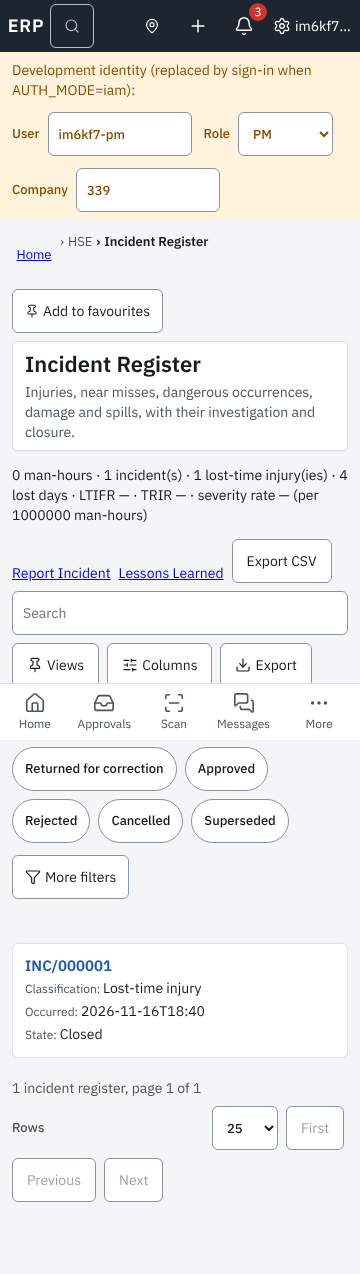 ERP
3
im6kf7...
Development identity (replaced by sign-in when
AUTH_MODE=iam):
User im6kf7-pm Role PM
Company 339
Home › HSE › Incident Register
Add to favourites
Incident Register
Injuries, near misses, dangerous occurrences,
damage and spills, with their investigation and
closure.
0 man-hours · 1 incident(s) · 1 lost-time injury(ies) · 4
lost days · LTIFR — · TRIR — · severity rate — (per
1000000 man-hours)
Report Incident Lessons Learned Export CSV
Search
Views Columns Export
Home Approvals Scan Messages More
Returned for correction Approved
Rejected Cancelled Superseded
More filters
INC/000001
Classification: Lost-time injury
Occurred: 2026-11-16T18:40
State: Closed
1 incident register, page 1 of 1
Rows 25 First
Previous Next